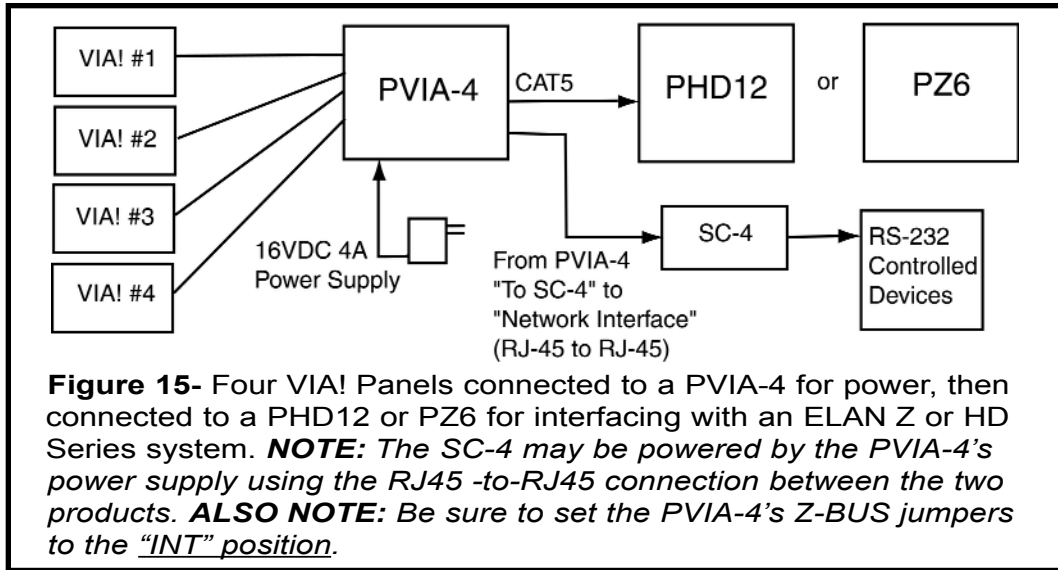 VIA! #1
VIA! #2
VIA! #3
VIA! #4
PVIA-4
CAT5
PHD12
or
PZ6
16VDC 4A
Power Supply
From PVIA-4
"To SC-4" to
"Network Interface"
(RJ-45 to RJ-45)
SC-4
RS-232
Controlled
Devices
Figure 15- Four VIA! Panels connected to a PVIA-4 for power, then
connected to a PHD12 or PZ6 for interfacing with an ELAN Z or HD
Series system. NOTE: The SC-4 may be powered by the PVIA-4's
power supply using the RJ45 -to-RJ45 connection between the two
products. ALSO NOTE: Be sure to set the PVIA-4's Z-BUS jumpers
to the “INT” position.